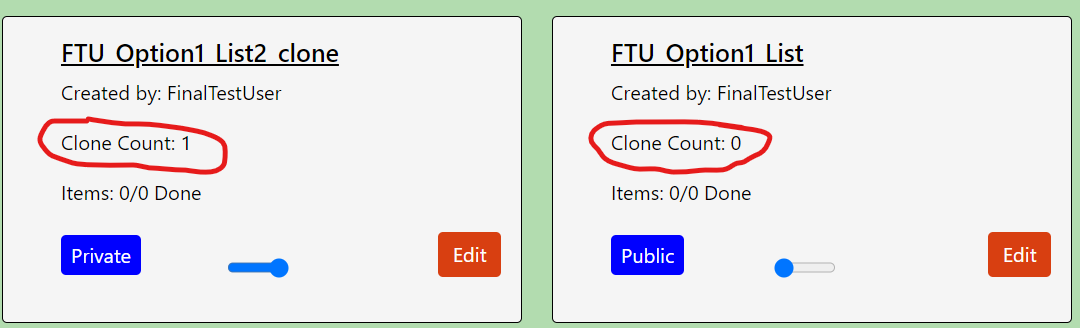 FTU_Option1_List2_clone
Created by: FinalTestUser
Clone Count: 1
Items: 0/0 Done
Private
Edit
FTU_Option1_List
Created by: FinalTestUser
Clone Count: 0
Items: 0/0 Done
Public
Edit